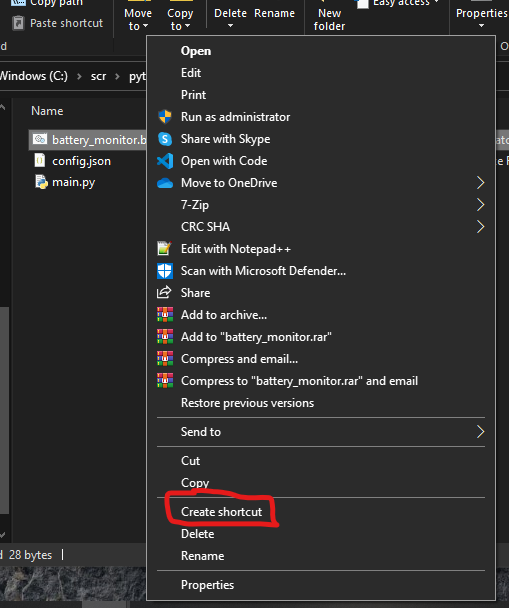 Copy path
Paste shortcut
Move to
Copy to
Delete
Rename
New folder
Easy access
Properties
Windows (C:) > scr > pyt
Name
battery_monitor.b
config.json
main.py
28 bytes
Open
Edit
Print
Run as administrator
Share with Skype
Open with Code
Move to OneDrive
7-Zip
CRC SHA
Edit with Notepad++
Scan with Microsoft Defender...
Share
Add to archive...
Add to "battery_monitor.rar"
Compress and email...
Compress to "battery_monitor.rar" and email
Restore previous versions
Send to
Cut
Copy
Create shortcut
Delete
Rename
Properties